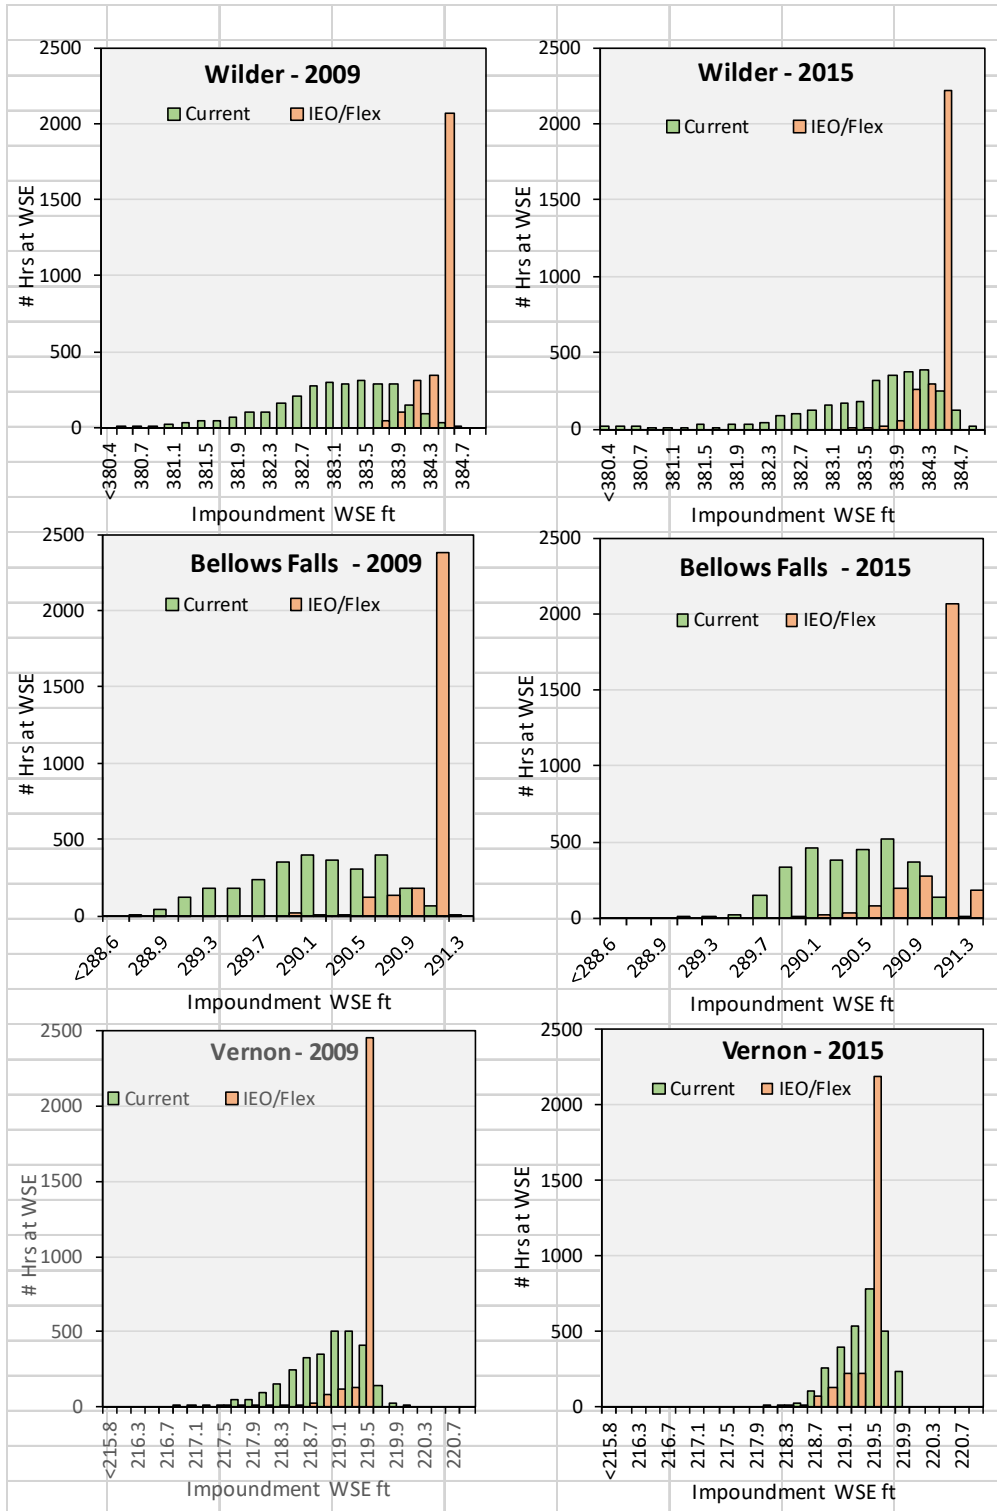 Wilder - 2009
Current IEO/Flex
# Hrs at WSE
2500
2000
1500
1000
500
0
<380.4 380.7 381.1 381.5 381.9 382.3 382.7 383.1 383.5 383.9 384.3 384.7
Impoundment WSE ft
Wilder - 2015
Current IEO/Flex
# Hrs at WSE
2500
2000
1500
1000
500
0
<380.4 380.7 381.1 381.5 381.9 382.3 382.7 383.1 383.5 383.9 384.3 384.7
Impoundment WSE ft
Bellows Falls - 2009
Current IEO/Flex
# Hrs at WSE
2500
2000
1500
1000
500
0
<288.6 288.9 289.3 289.7 290.1 290.5 290.9 291.3
Impoundment WSE ft
Bellows Falls - 2015
Current IEO/Flex
# Hrs at WSE
2500
2000
1500
1000
500
0
<288.6 288.9 289.3 289.7 290.1 290.5 290.9 291.3
Impoundment WSE ft
Vernon - 2009
Current IEO/Flex
# Hrs at WSE
2500
2000
1500
1000
500
0
<215.8 216.3 216.7 217.1 217.5 217.9 218.3 218.7 219.1 219.5 219.9 220.3 220.7
Impoundment WSE ft
Vernon - 2015
Current IEO/Flex
# Hrs at WSE
2500
2000
1500
1000
500
0
<215.8 216.3 216.7 217.1 217.5 217.9 218.3 218.7 219.1 219.5 219.9 220.3 220.7
Impoundment WSE ft